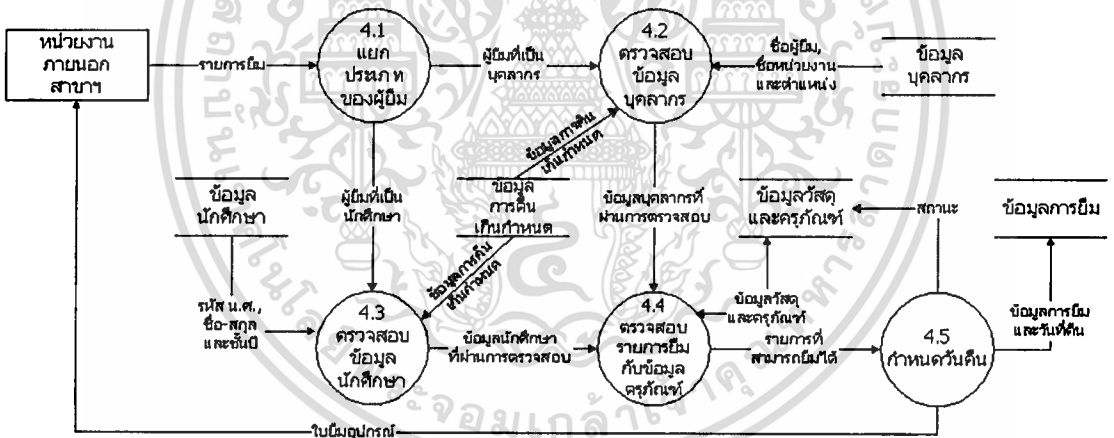 หน่วยงาน
ภายนอก
สาขาฯ
รายการยืม
4.1
แยก
ประเภท
ของผู้ยืม
ผู้ยืมที่เป็น
บุคลากร
4.2
ตรวจสอบ
ข้อมูล
บุคลากร
ชื่อผู้ยืม,
ชื่อหน่วยงาน
และตำแหน่ง
ข้อมูล
บุคลากร
ข้อมูล
นักศึกษา
ผู้ยืมที่เป็น
นักศึกษา
ข้อมูลการคืน
เกินกำหนด
ข้อมูล
การคืน
เกินกำหนด
ข้อมูลการคืน
เกินกำหนด
ข้อมูลบุคลากรที่
ผ่านการตรวจสอบ
ข้อมูลวัสดุ
และครุภัณฑ์
สถานะ
ข้อมูลการยืม
รหัส น.ศ.,
ชื่อ-สกุล
และชั้นปี
4.3
ตรวจสอบ
ข้อมูล
นักศึกษา
ข้อมูลนักศึกษา
ที่ผ่านการตรวจสอบ
4.4
ตรวจสอบ
รายการยืม
กับข้อมูล
ครุภัณฑ์
ข้อมูลวัสดุ
และครุภัณฑ์
รายการที่
สามารถยืมได้
4.5
กำหนดวันคืน
ข้อมูลการยืม
และวันที่คืน
ใบยืมอุปกรณ์